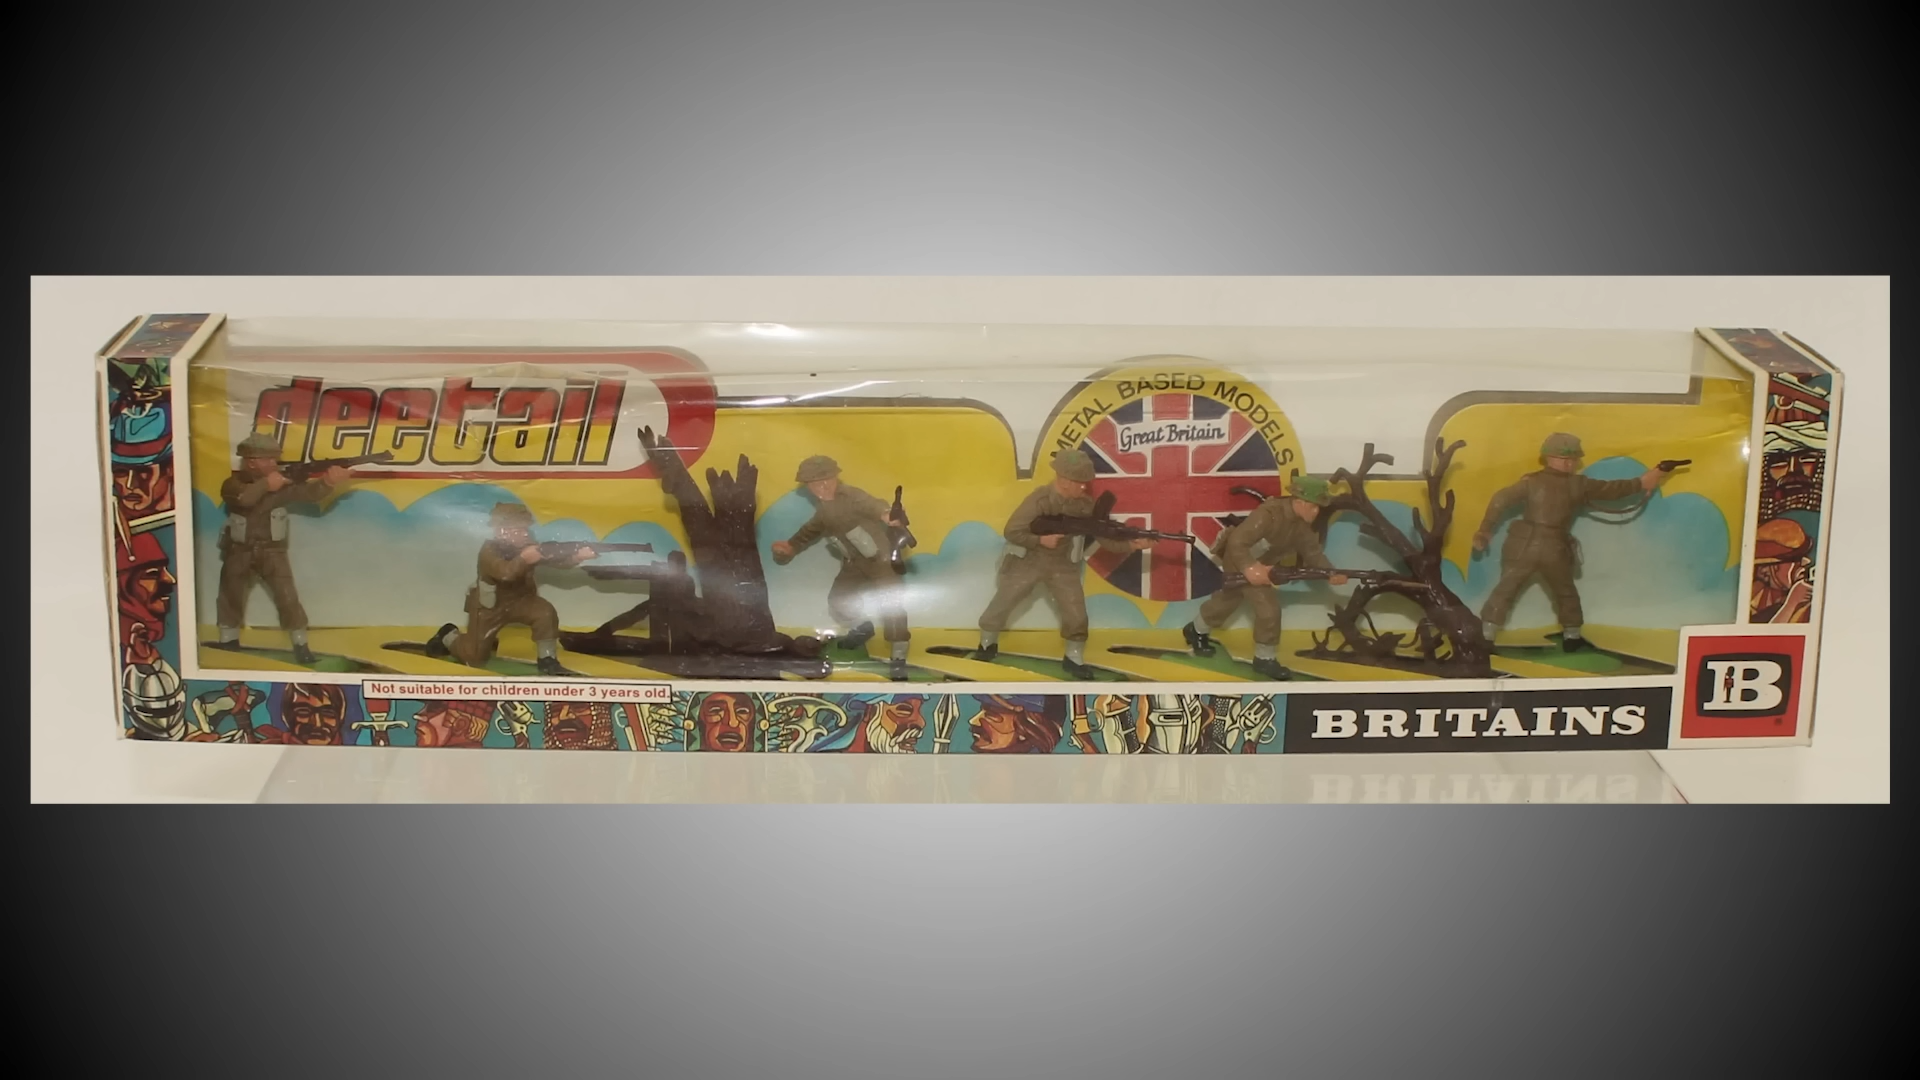 deetail
METAL BASED MODELS
Great Britain
Not suitable for children under 3 years old.
BRITAINS
B